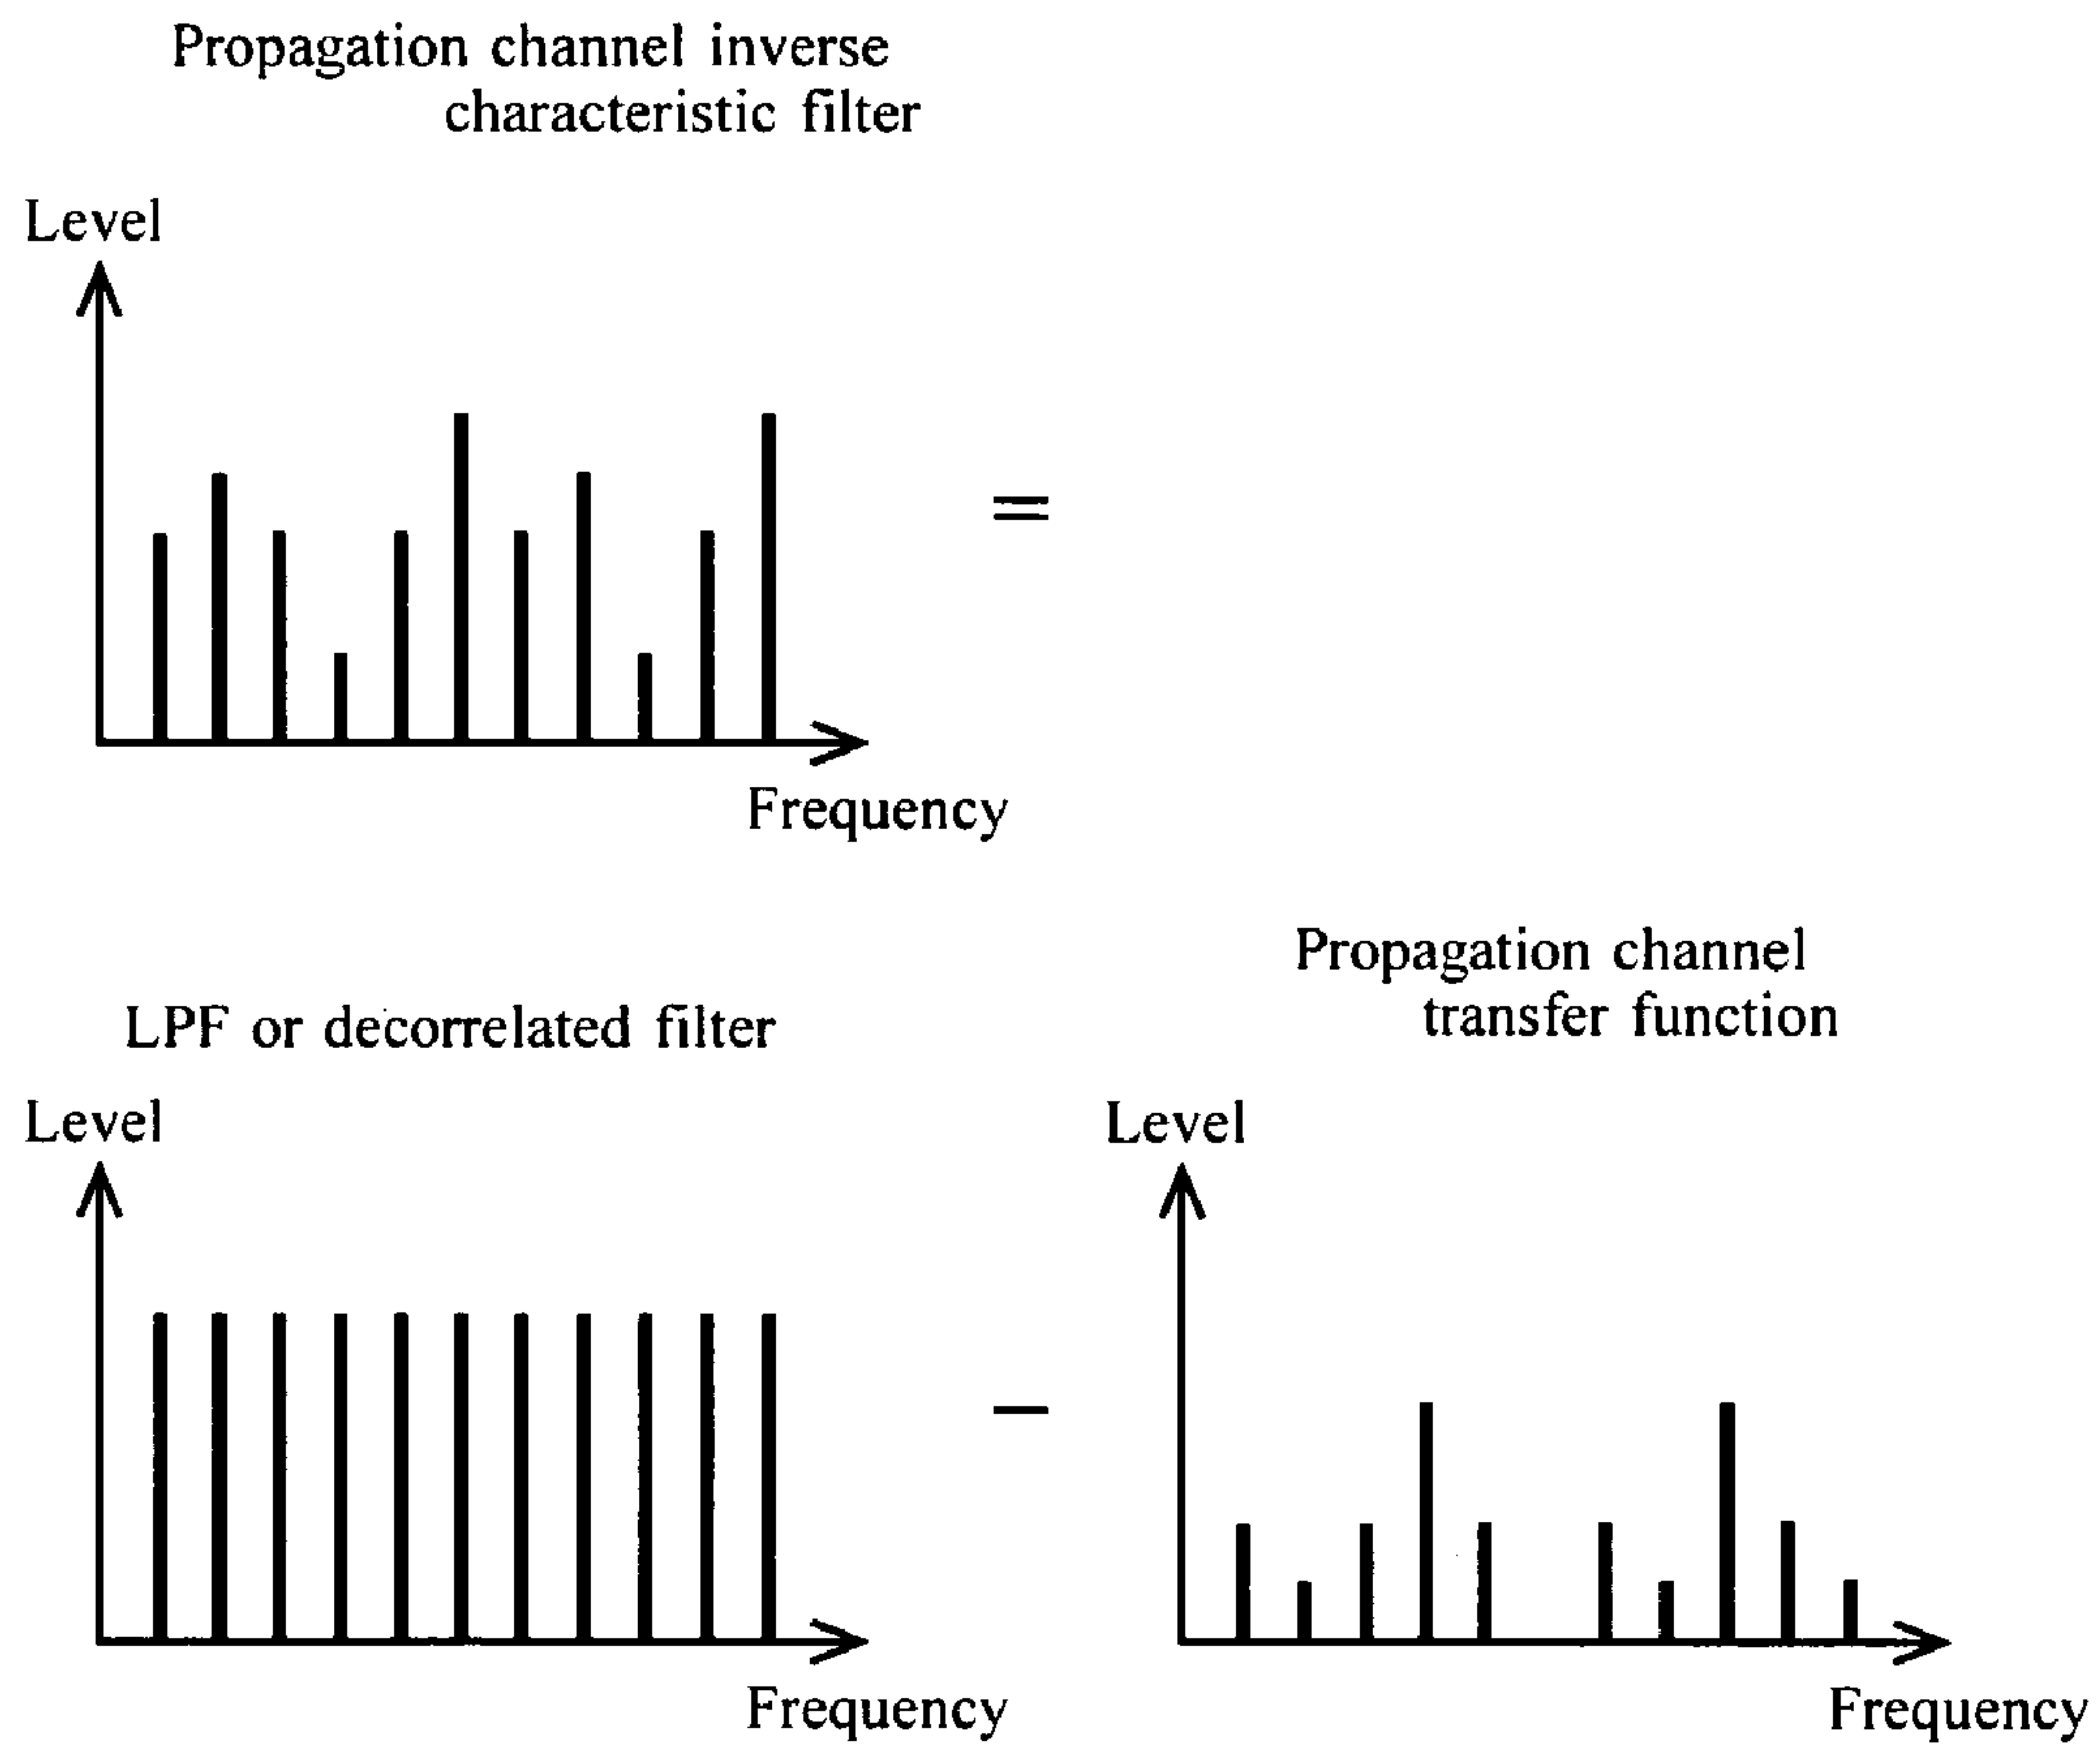 Propagation channel inverse
characteristic filter
Level
=
Frequency
LPF or decorrelated filter
Level
Frequency
−
Propagation channel
transfer function
Level
Frequency